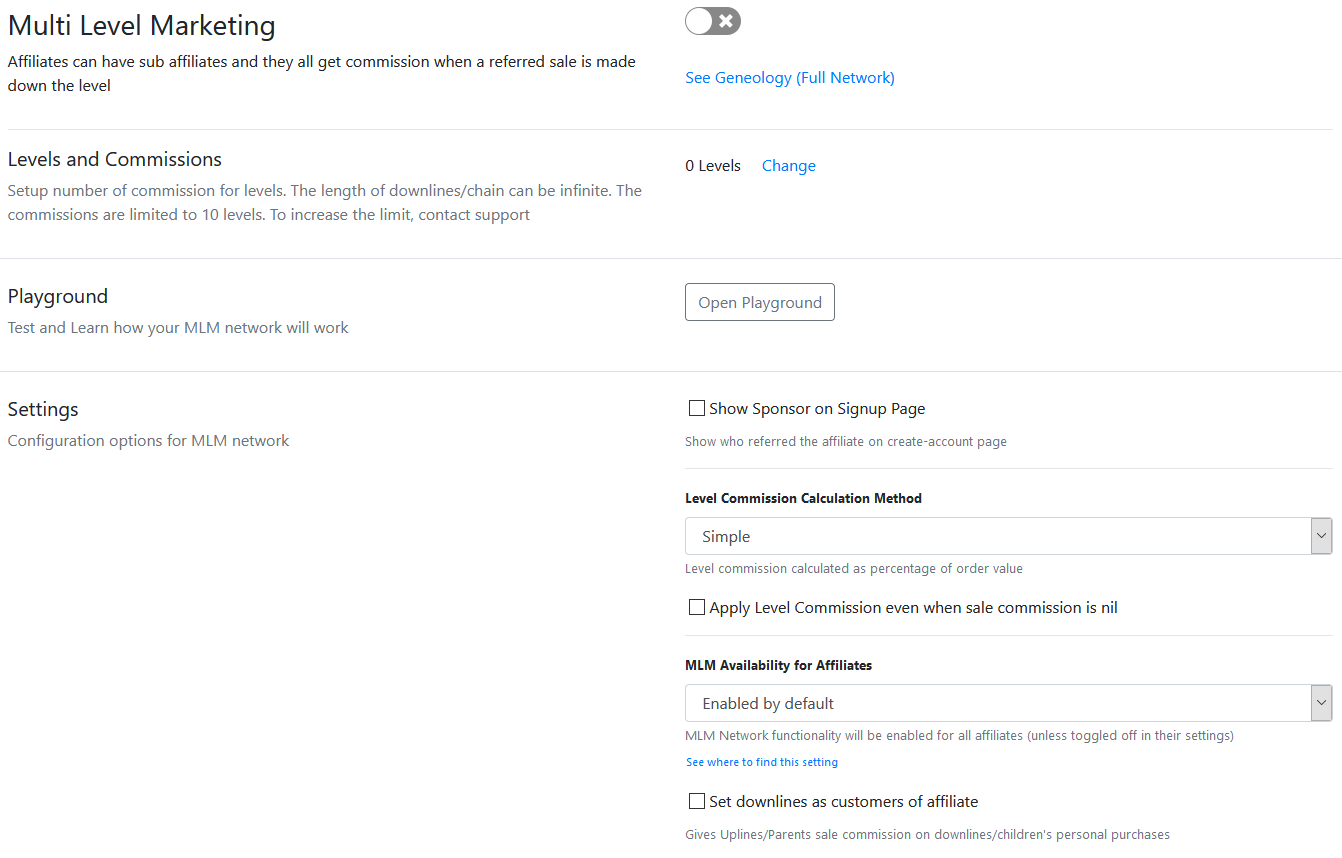 Multi Level Marketing
Affiliates can have sub affiliates and they all get commission when a referred sale is made
down the level
See Geneology (Full Network)
Levels and Commissions
Setup number of commission for levels. The length of downlines/chain can be infinite. The
commissions are limited to 10 levels. To increase the limit, contact support
0 Levels Change
Playground
Test and Learn how your MLM network will work
Open Playground
Settings
Configuration options for MLM network
Show Sponsor on Signup Page
Show who referred the affiliate on create-account page
Level Commission Calculation Method
Simple
Level commission calculated as percentage of order value
Apply Level Commission even when sale commission is nil
MLM Availability for Affiliates
Enabled by default
MLM Network functionality will be enabled for all affiliates (unless toggled off in their settings)
See where to find this setting
Set downlines as customers of affiliate
Gives Uplines/Parents sale commission on downlines/children's personal purchases